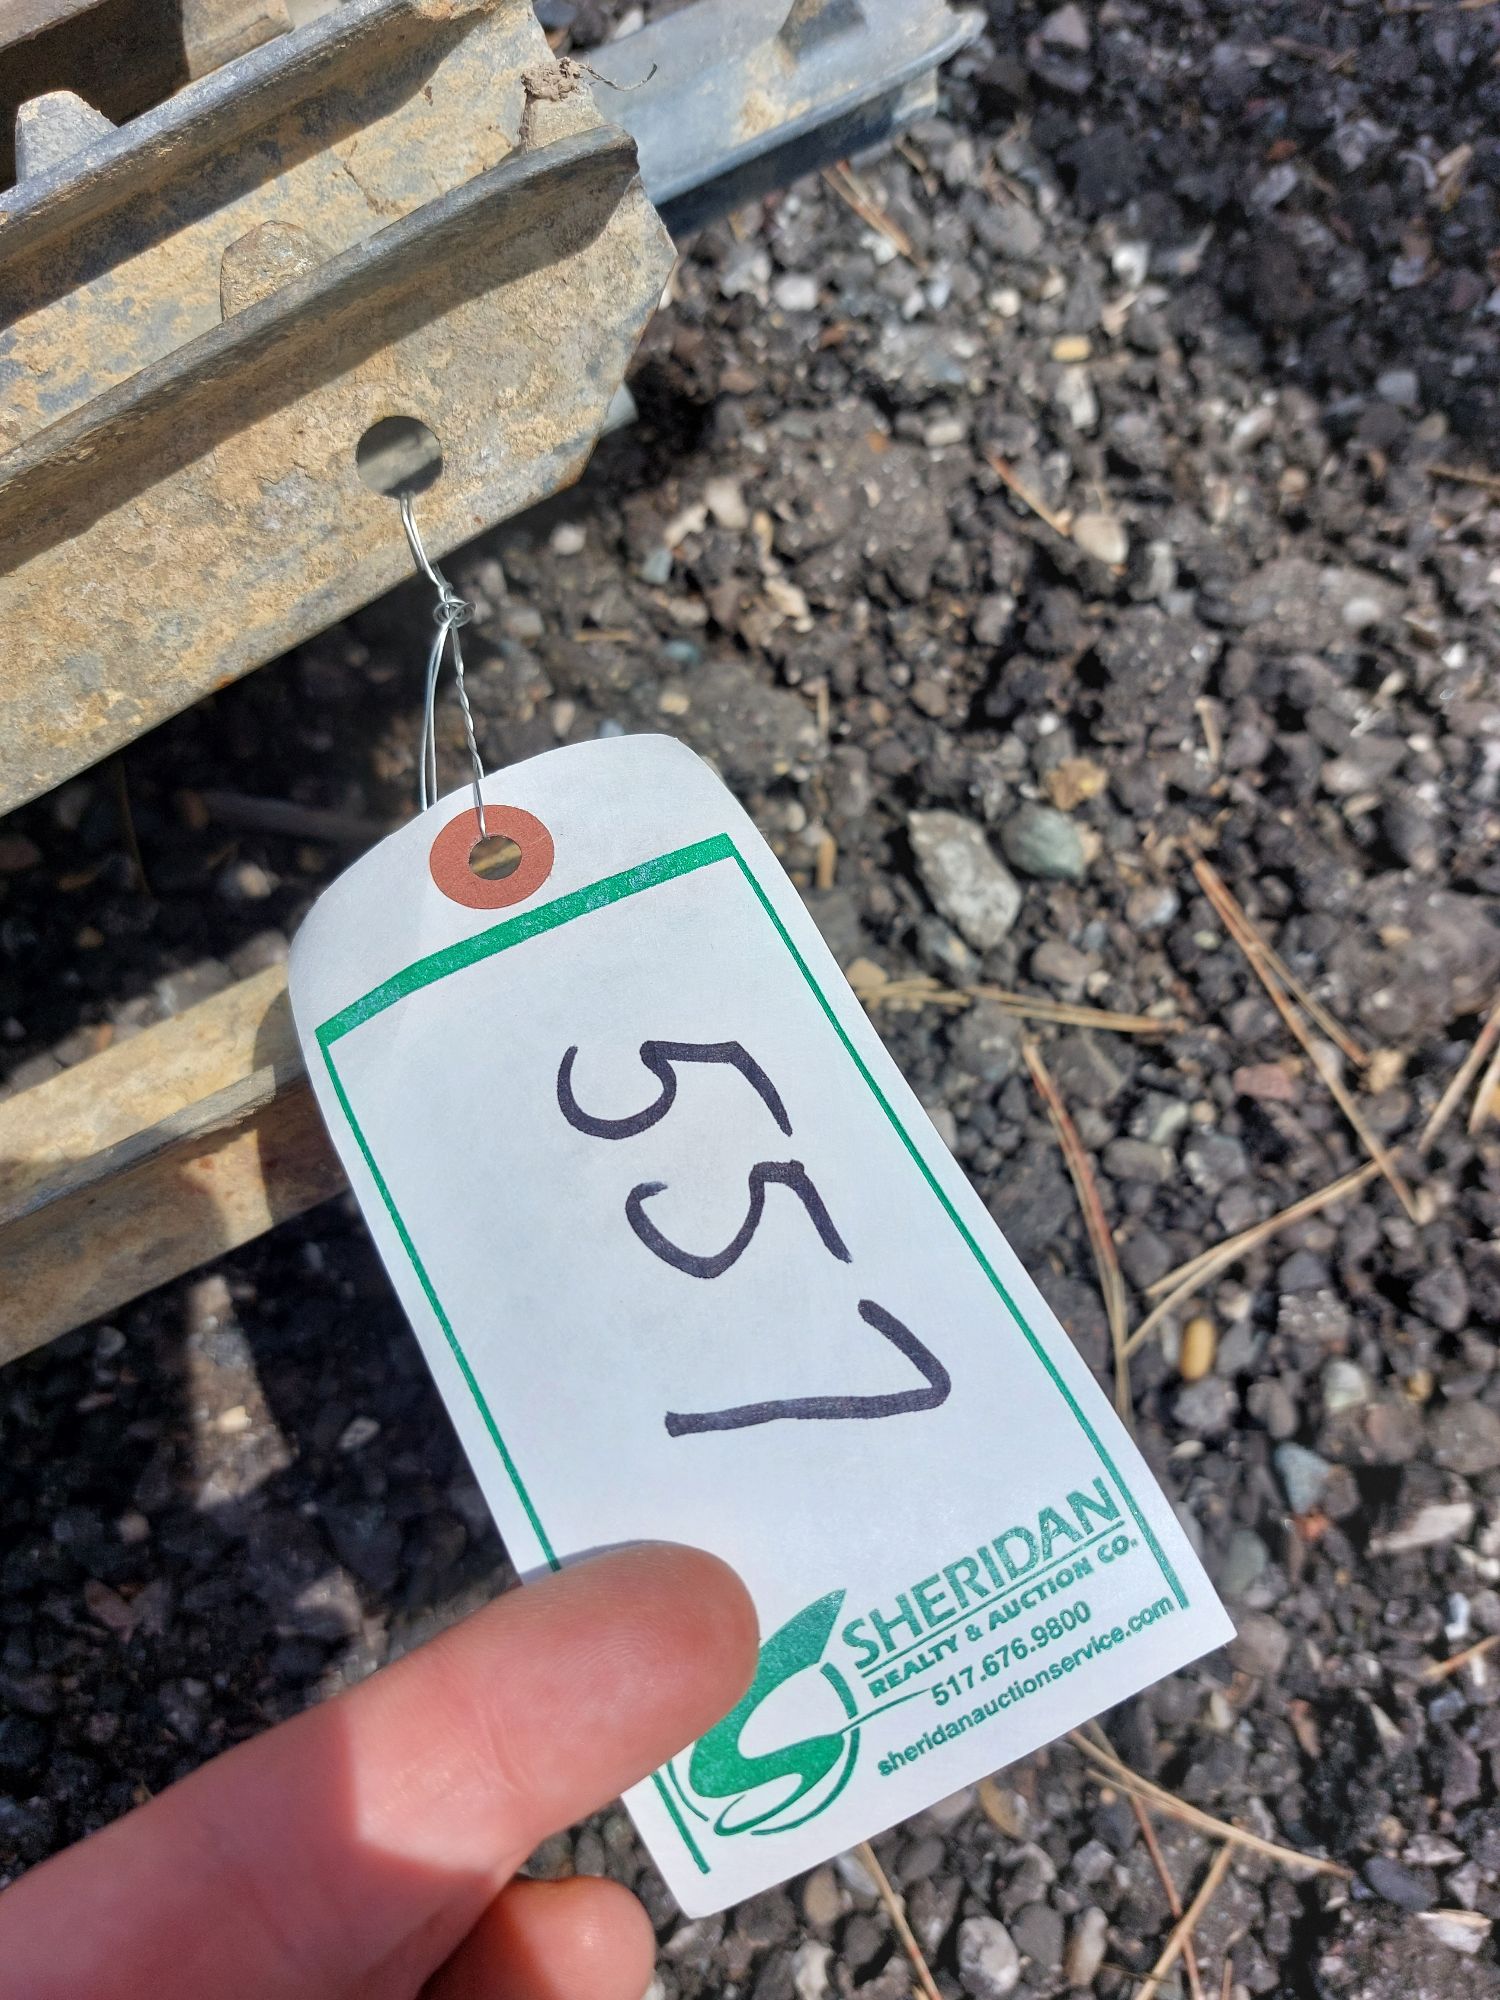 557
SHERIDAN
REALTY & AUCTION CO.
517.676.9800
sheridanauctionservice.com